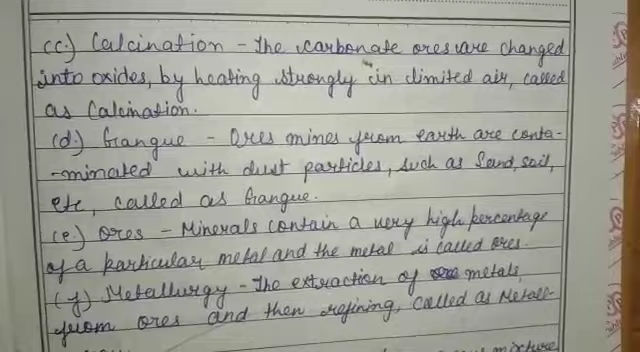 (c.) Calcination - The carbonate ores are changed
into oxides, by heating strongly in limited air, called
as Calcination.
(d.) Gangue - Ores mines from earth are conta-
-minated with dust particles, such as Sand, soil,
etc, called as Gangue.
(e.) Ores - Minerals contain a very high percentage
of a particular metal and the metal is called ores.
(f) Metallurgy - The extraction of metals
from ores and then refining, called as Metall-
mixture